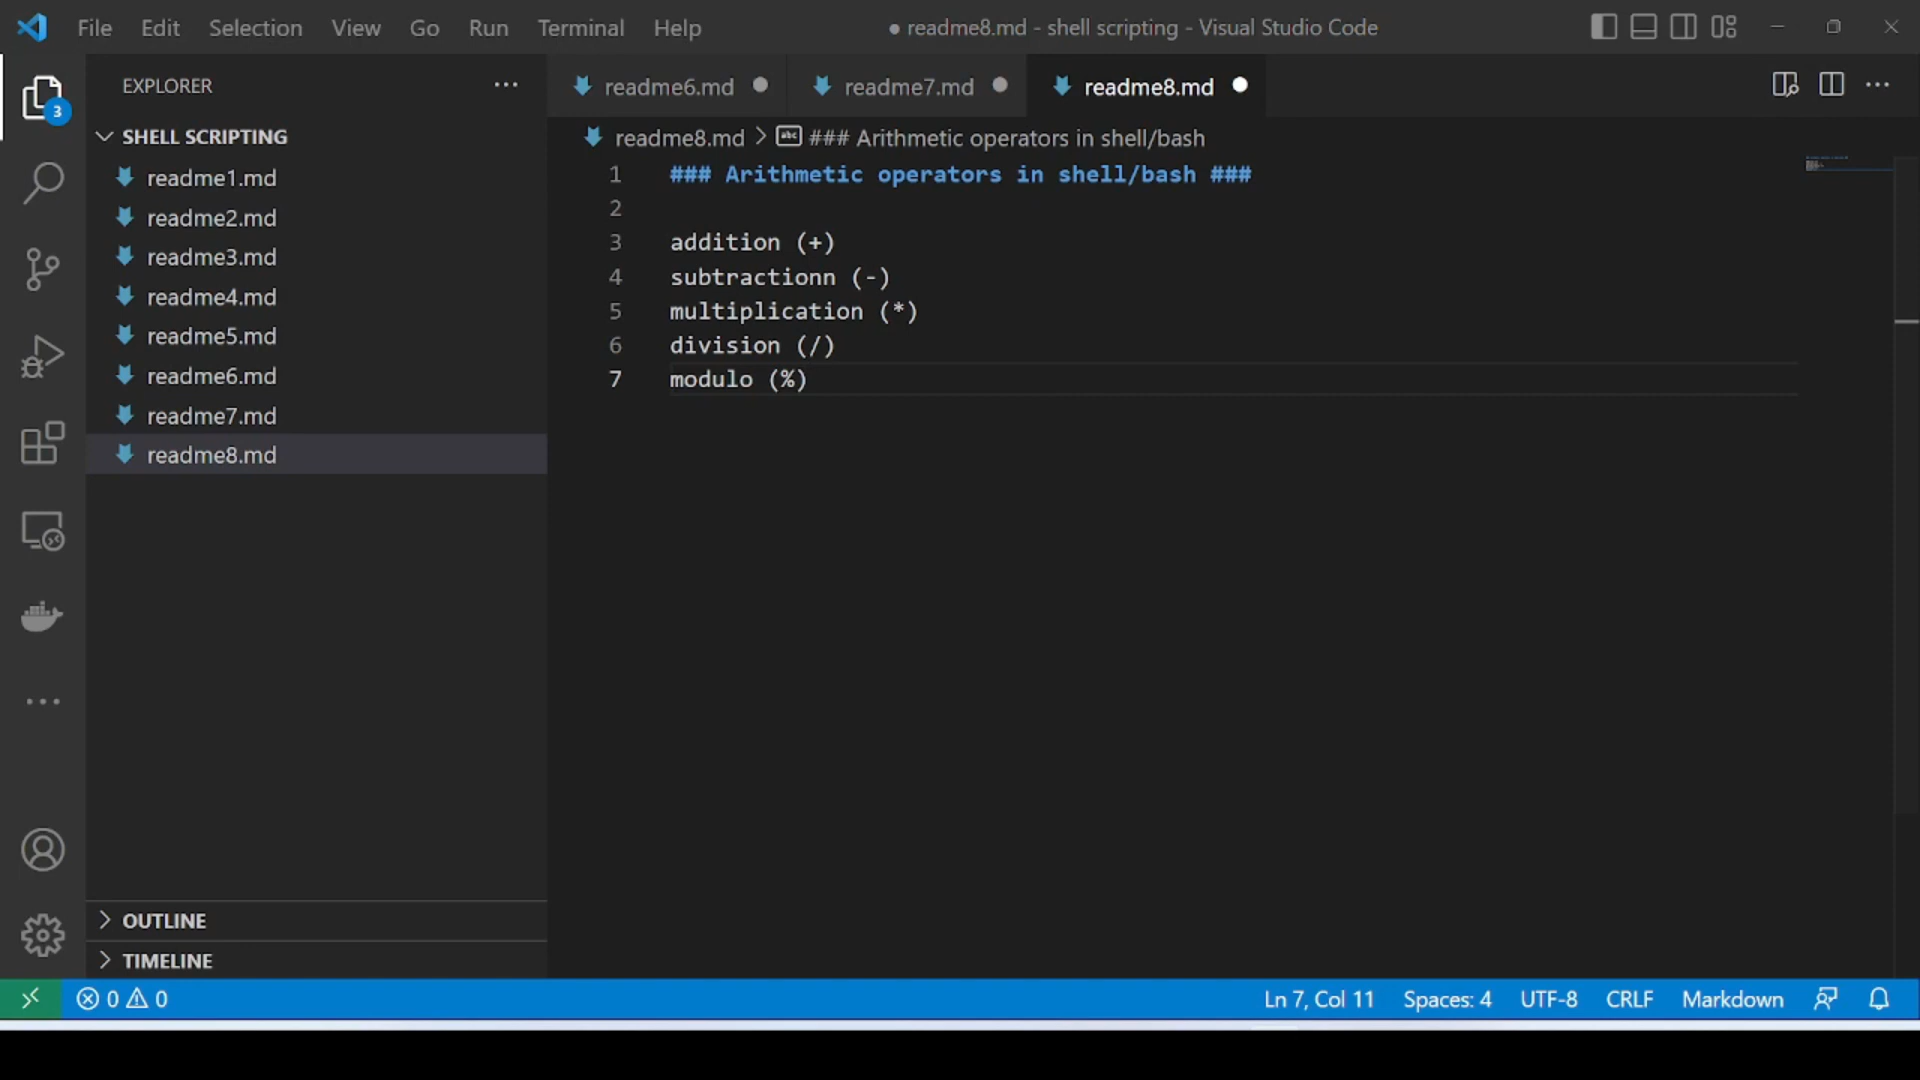 File Edit Selection View Go Run Terminal Help
● readme8.md - shell scripting - Visual Studio Code
EXPLORER
3
SHELL SCRIPTING
readme1.md
readme2.md
readme3.md
readme4.md
readme5.md
readme6.md
readme7.md
readme8.md
OUTLINE
TIMELINE
readme6.md
readme7.md
readme8.md
readme8.md > abc ### Arithmetic operators in shell/bash
1 ### Arithmetic operators in shell/bash ###
2
3 addition (+)
4 subtractionn (-)
5 multiplication (*)
6 division (/)
7 modulo (%)
0 0
Ln 7, Col 11 Spaces: 4 UTF-8 CRLF Markdown